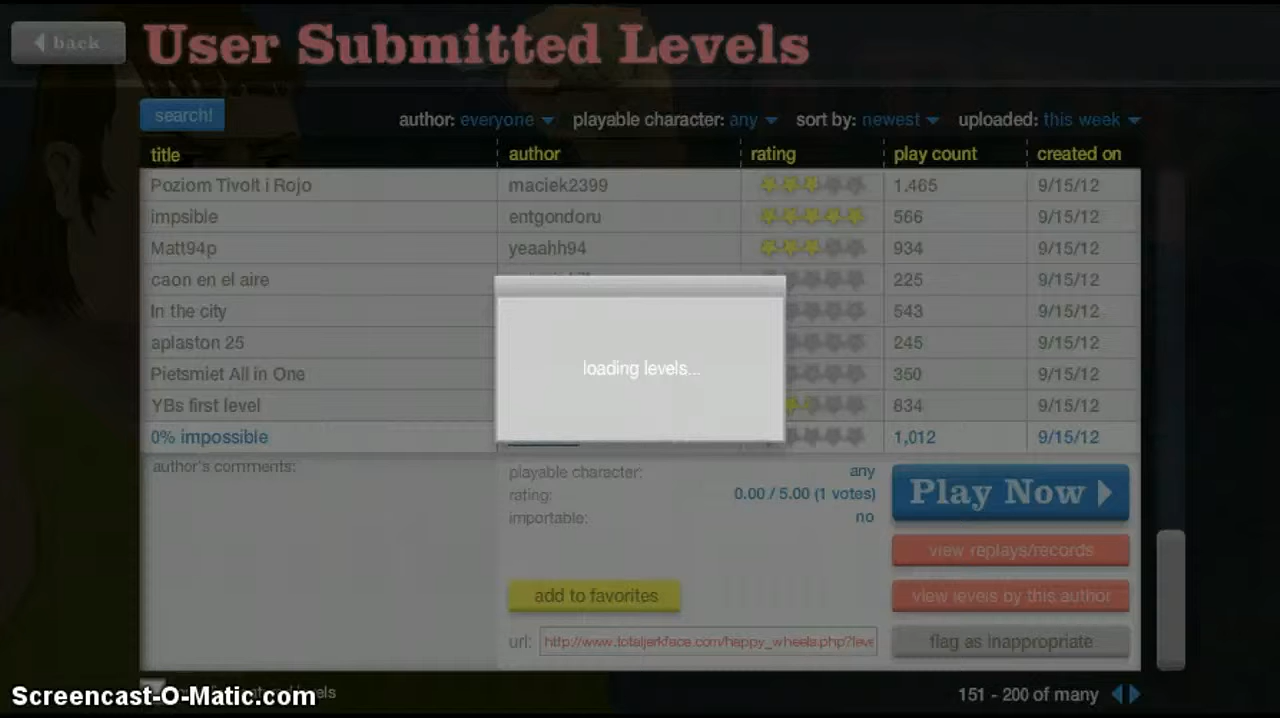 back
User Submitted Levels
search!
author: everyone playable character: any sort by: newest uploaded: this week
title author rating play count created on
Poziom Tivolt i Rojo maciek2399 1.465 9/15/12
impsible entgondoru 566 9/15/12
Matt94p yeaahh94 934 9/15/12
caon en el aire 225 9/15/12
In the city 543 9/15/12
aplaston 25 245 9/15/12
loading levels...
Pietsmiet All in One 350 9/15/12
YBs first level 834 9/15/12
0% impossible 1,012 9/15/12
author's comments:
playable character: any
rating: 0.00 / 5.00 (1 votes)
importable: no
Play Now
view replays/records
add to favorites
view levels by this author
url: http://www.totaljerkface.com/happy_wheels.php?leve
flag as inappropriate
Screencast-O-Matic.com levels
151 - 200 of many